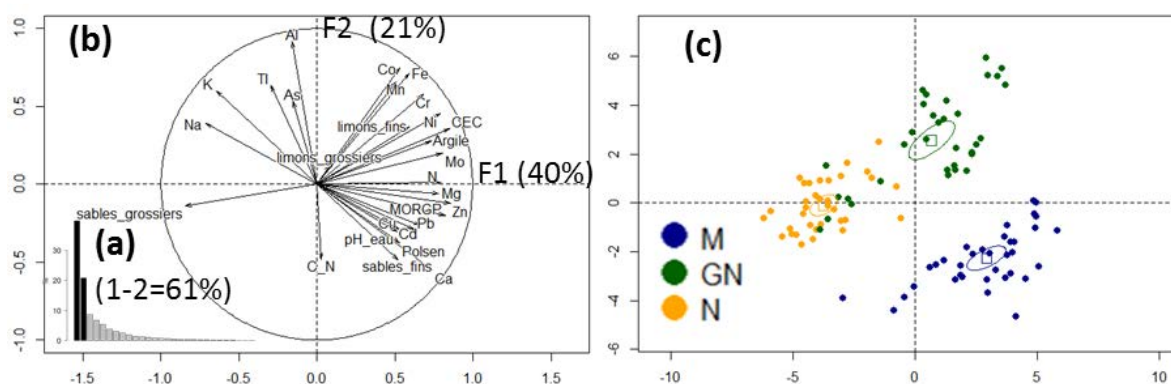 (b)
F2 (21%)
Al
Co
Fe
Mn
K
Tl
As
Cr
Na
Ni
CEC
limons_fins
Argile
limons_grossiers
Mo
N
F1 (40%)
Mg
sables_grossiers
MORGP
Zn
Cu
Pb
Cd
pH_eau
Polsen
C_N
sables_fins
Ca
(a)
(1-2=61%)
30
20
10
0
1.0
0.5
0.0
-0.5
-1.0
-1.5 -1.0 -0.5 0.0 0.5 1.0 1.5
(c)
6
4
2
0
-2
-4
-6
M
GN
N
-10 -5 0 5 10